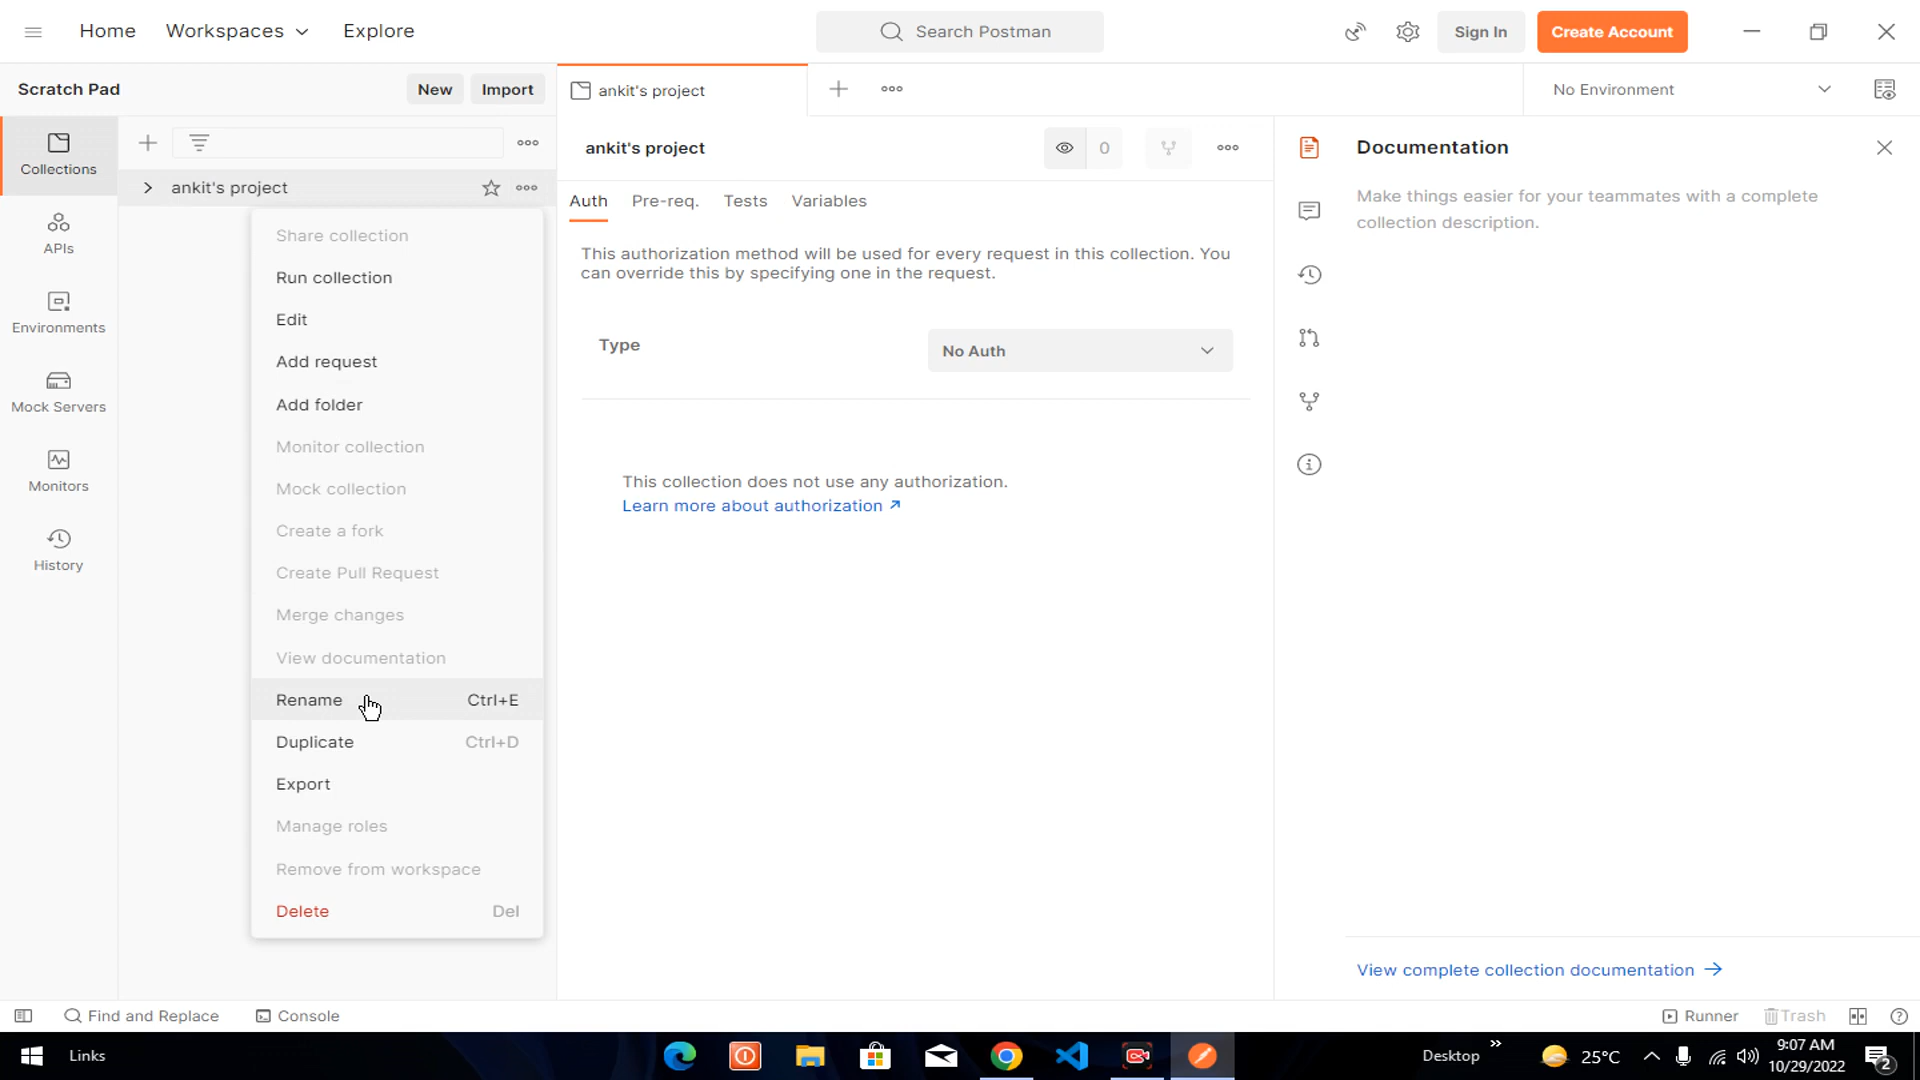 Home
Workspaces
Explore
Search Postman
Sign In
Create Account
Scratch Pad
New
Import
ankit's project
No Environment
Collections
APIs
Environments
Mock Servers
Monitors
History
ankit's project
Share collection
Run collection
Edit
Add request
Add folder
Monitor collection
Mock collection
Create a fork
Create Pull Request
Merge changes
View documentation
Rename Ctrl+E
Duplicate Ctrl+D
Export
Manage roles
Remove from workspace
Delete Del
ankit's project
0
Auth
Pre-req.
Tests
Variables
This authorization method will be used for every request in this collection. You
can override this by specifying one in the request.
Type
No Auth
This collection does not use any authorization.
Learn more about authorization
Documentation
Make things easier for your teammates with a complete
collection description.
View complete collection documentation
Find and Replace
Console
Runner
Trash
Links
Desktop
25°C
9:07 AM
10/29/2022
2